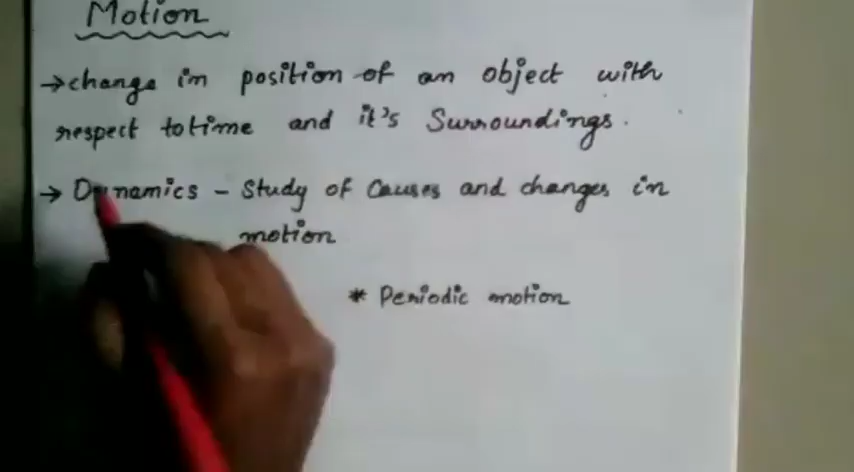 Motion
→ change in position of an object with
respect to time and it's Surroundings.
→ Dynamics - Study of Causes and changes in
motion
* Periodic motion